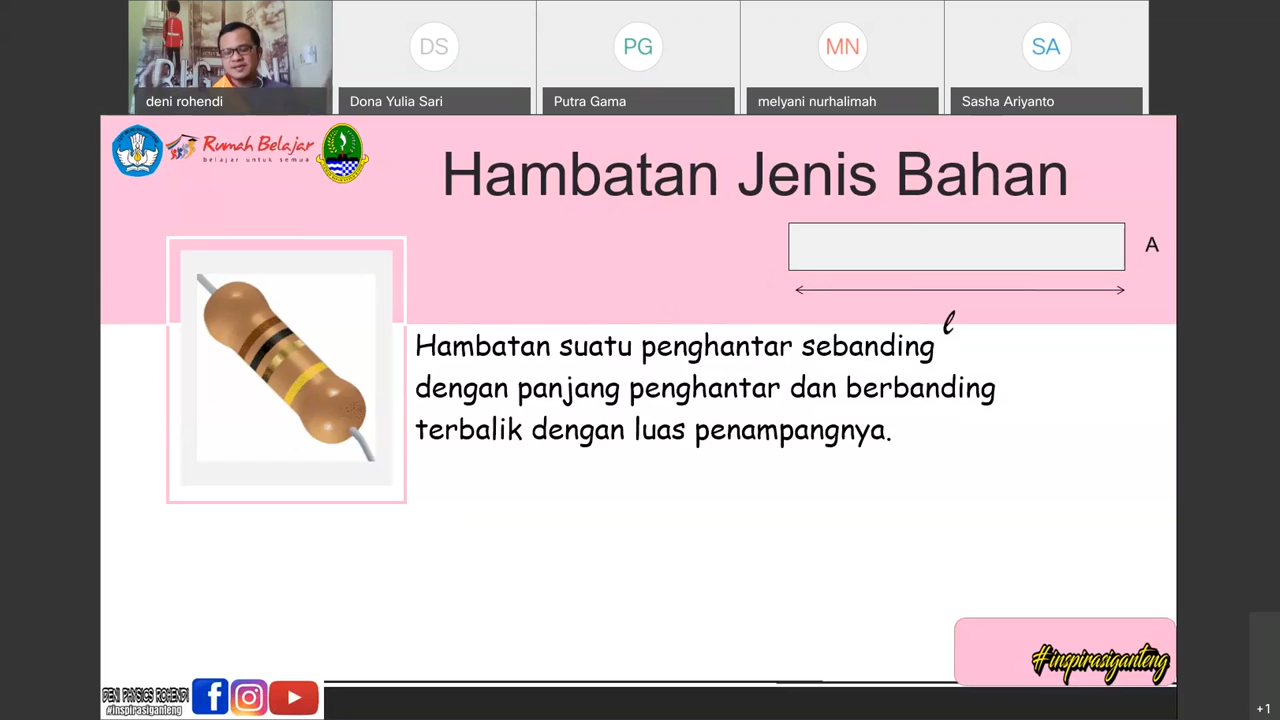 DS
PG
MN
SA
deni rohendi
Dona Yulia Sari
Putra Gama
melyani nurhalimah
Sasha Ariyanto
Rumah Belajar
belajar untuk semua
Hambatan Jenis Bahan
A
ℓ
Hambatan suatu penghantar sebanding
dengan panjang penghantar dan berbanding
terbalik dengan luas penampangnya.
#inspirasiganteng
DENI PHYSICS ROHENDI
#Inspirasiganteng
+1